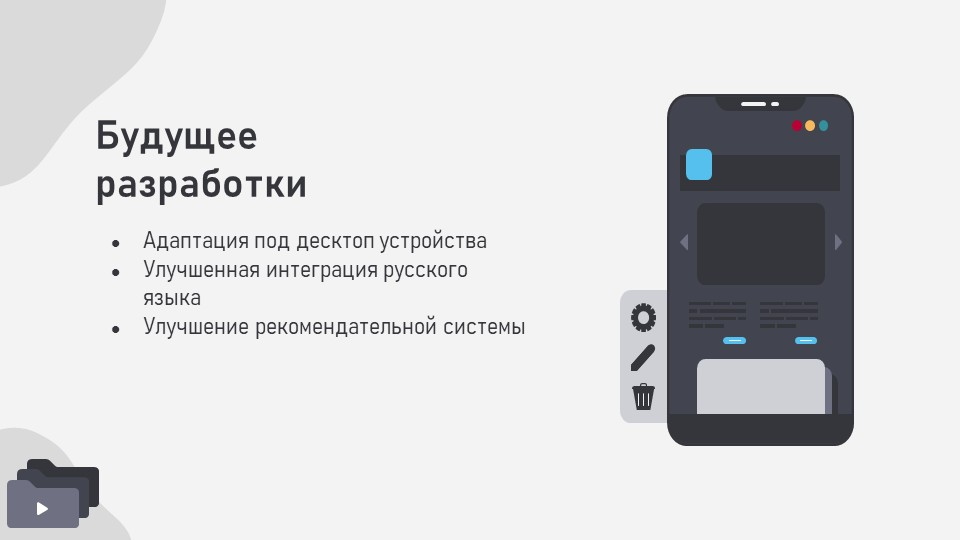 Будущее
разработки
● Адаптация под десктоп устройства
● Улучшенная интеграция русского
языка
● Улучшение рекомендательной системы